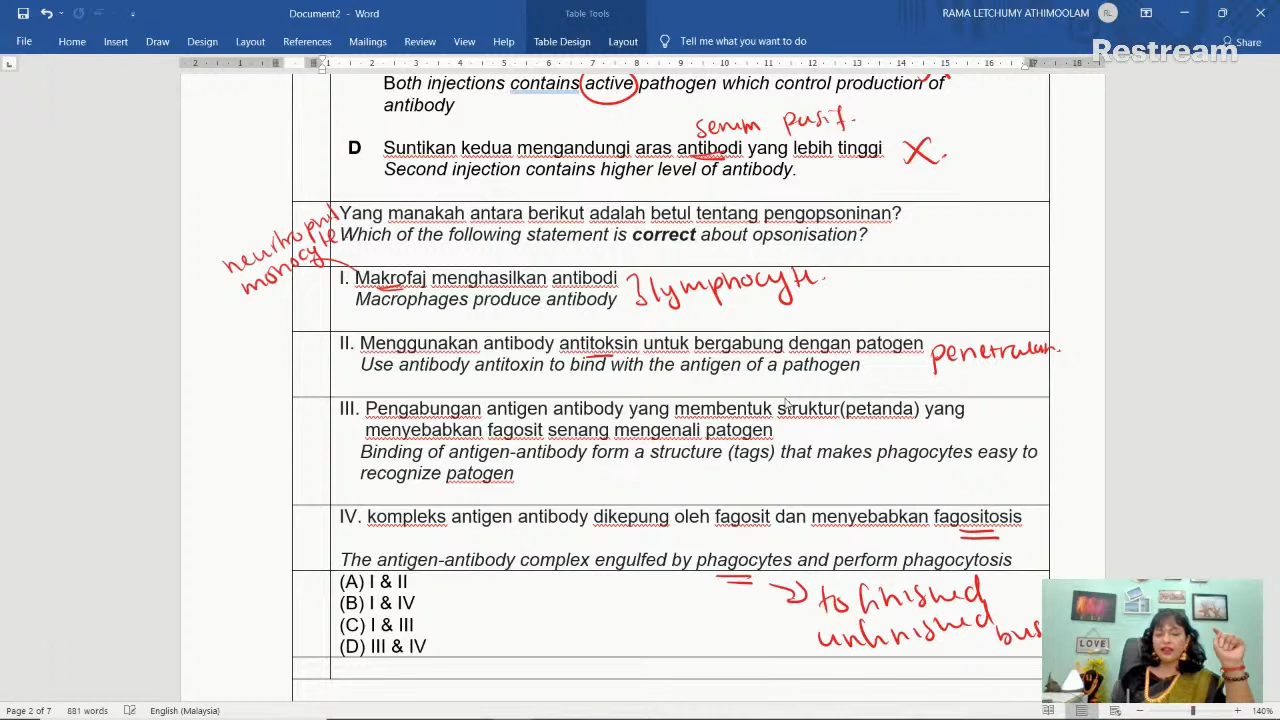 Document2 - Word
Table Tools
RAMA LETCHUMY ATHIMOOLAM
File Home Insert Draw Design Layout References Mailings Review View Help Table Design Layout Tell me what you want to do Share
Restream
Both injections contains active pathogen which control production of
antibody
serum pasif.
D Suntikan kedua mengandungi aras antibodi yang lebih tinggi X.
Second injection contains higher level of antibody.
Yang manakah antara berikut adalah betul tentang pengopsoninan?
Which of the following statement is correct about opsonisation?
neutrophil
monocyte
I. Makrofaj menghasilkan antibodi
Macrophages produce antibody
lymphocyte.
II. Menggunakan antibody antitoksin untuk bergabung dengan patogen
Use antibody antitoxin to bind with the antigen of a pathogen
III. Pengabungan antigen antibody yang membentuk struktur(petanda) yang
menyebabkan fagosit senang mengenali patogen
Binding of antigen-antibody form a structure (tags) that makes phagocytes easy to
recognize patogen
IV. kompleks antigen antibody dikepung oleh fagosit dan menyebabkan fagositosis
The antigen-antibody complex engulfed by phagocytes and perform phagocytosis
(A) I & II
(B) I & IV
(C) I & III
(D) III & IV
to finished
unfinished bus
LOVE
Page 2 of 7 881 words English (Malaysia) 140%